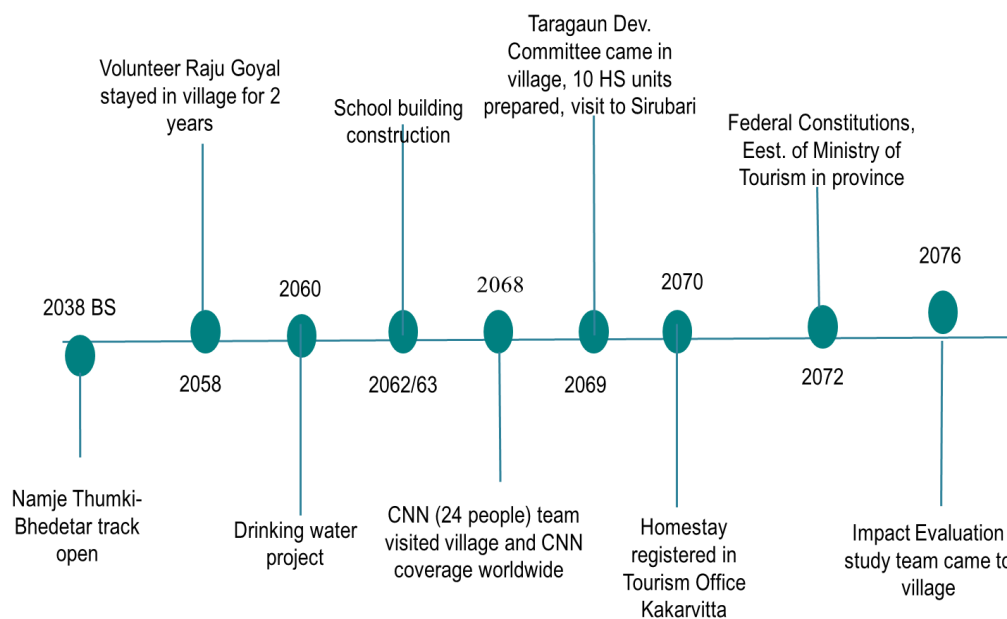 Taragaun Dev.
Committee came in
village, 10 HS units
prepared, visit to Sirubari
Volunteer Raju Goyal
stayed in village for 2
years
School building
construction
Federal Constitutions,
Eest. of Ministry of
Tourism in province
2038 BS
2060
2068
2070
2076
2058
2062/63
2069
2072
Namje Thumki-
Bhedetar track
open
Drinking water
project
CNN (24 people) team
visited village and CNN
coverage worldwide
Homestay
registered in
Tourism Office
Kakarvitta
Impact Evaluation
study team came to
village